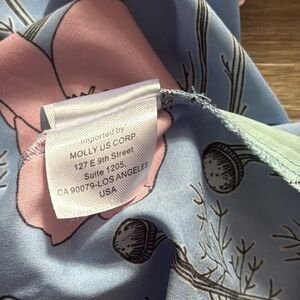 Imported by
MOLLY US CORP
127 E 9th Street
Suite 1205,
CA 90079-LOS ANGELES
USA